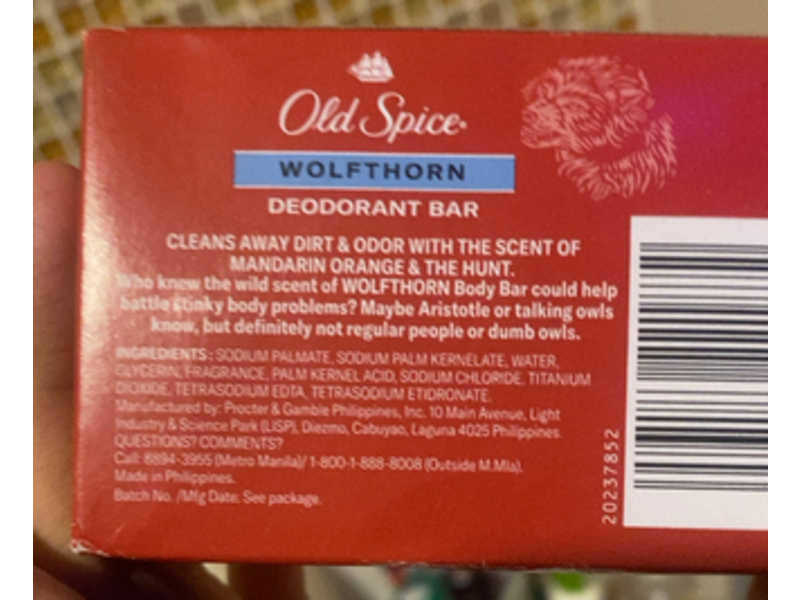 Old Spice
WOLFTHORN
DEODORANT BAR
CLEANS AWAY DIRT & ODOR WITH THE SCENT OF
MANDARIN ORANGE & THE HUNT.
Who knew the wild scent of WOLFTHORN Body Bar could help
battle stinky body problems? Maybe Aristotle or talking owls
know, but definitely not regular people or dumb owls.
INGREDIENTS: SODIUM PALMATE, SODIUM PALM KERNELATE, WATER,
GLYCERIN, FRAGRANCE, PALM KERNEL ACID, SODIUM CHLORIDE, TITANIUM
DIOXIDE, TETRASODIUM EDTA, TETRASODIUM ETIDRONATE.
Manufactured by: Procter & Gamble Philippines, Inc. 10 Main Avenue, Light
Industry & Science Park (LISP), Diezmo, Cabuyao, Laguna 4025 Philippines.
QUESTIONS? COMMENTS?
Call: 8894-3955 (Metro Manila)/ 1-800-1-888-8008 (Outside M.Mla).
Made in Philippines.
Batch No. /Mfg Date: See package.
20237852